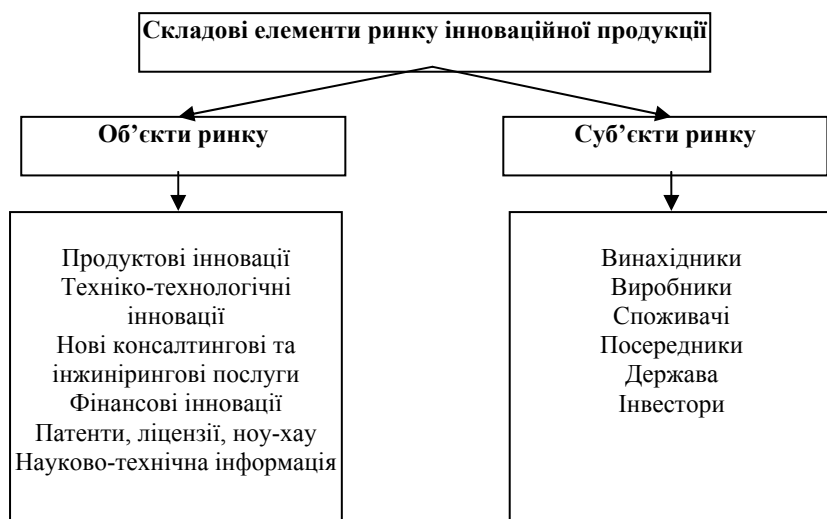 Складові елементи ринку інноваційної продукції
Об’єкти ринку
Суб’єкти ринку
Продуктові інновації
Техніко-технологічні
інновації
Нові консалтингові та
інжинірингові послуги
Фінансові інновації
Патенти, ліцензії, ноу-хау
Науково-технічна інформація
Винахідники
Виробники
Споживачі
Посередники
Держава
Інвестори